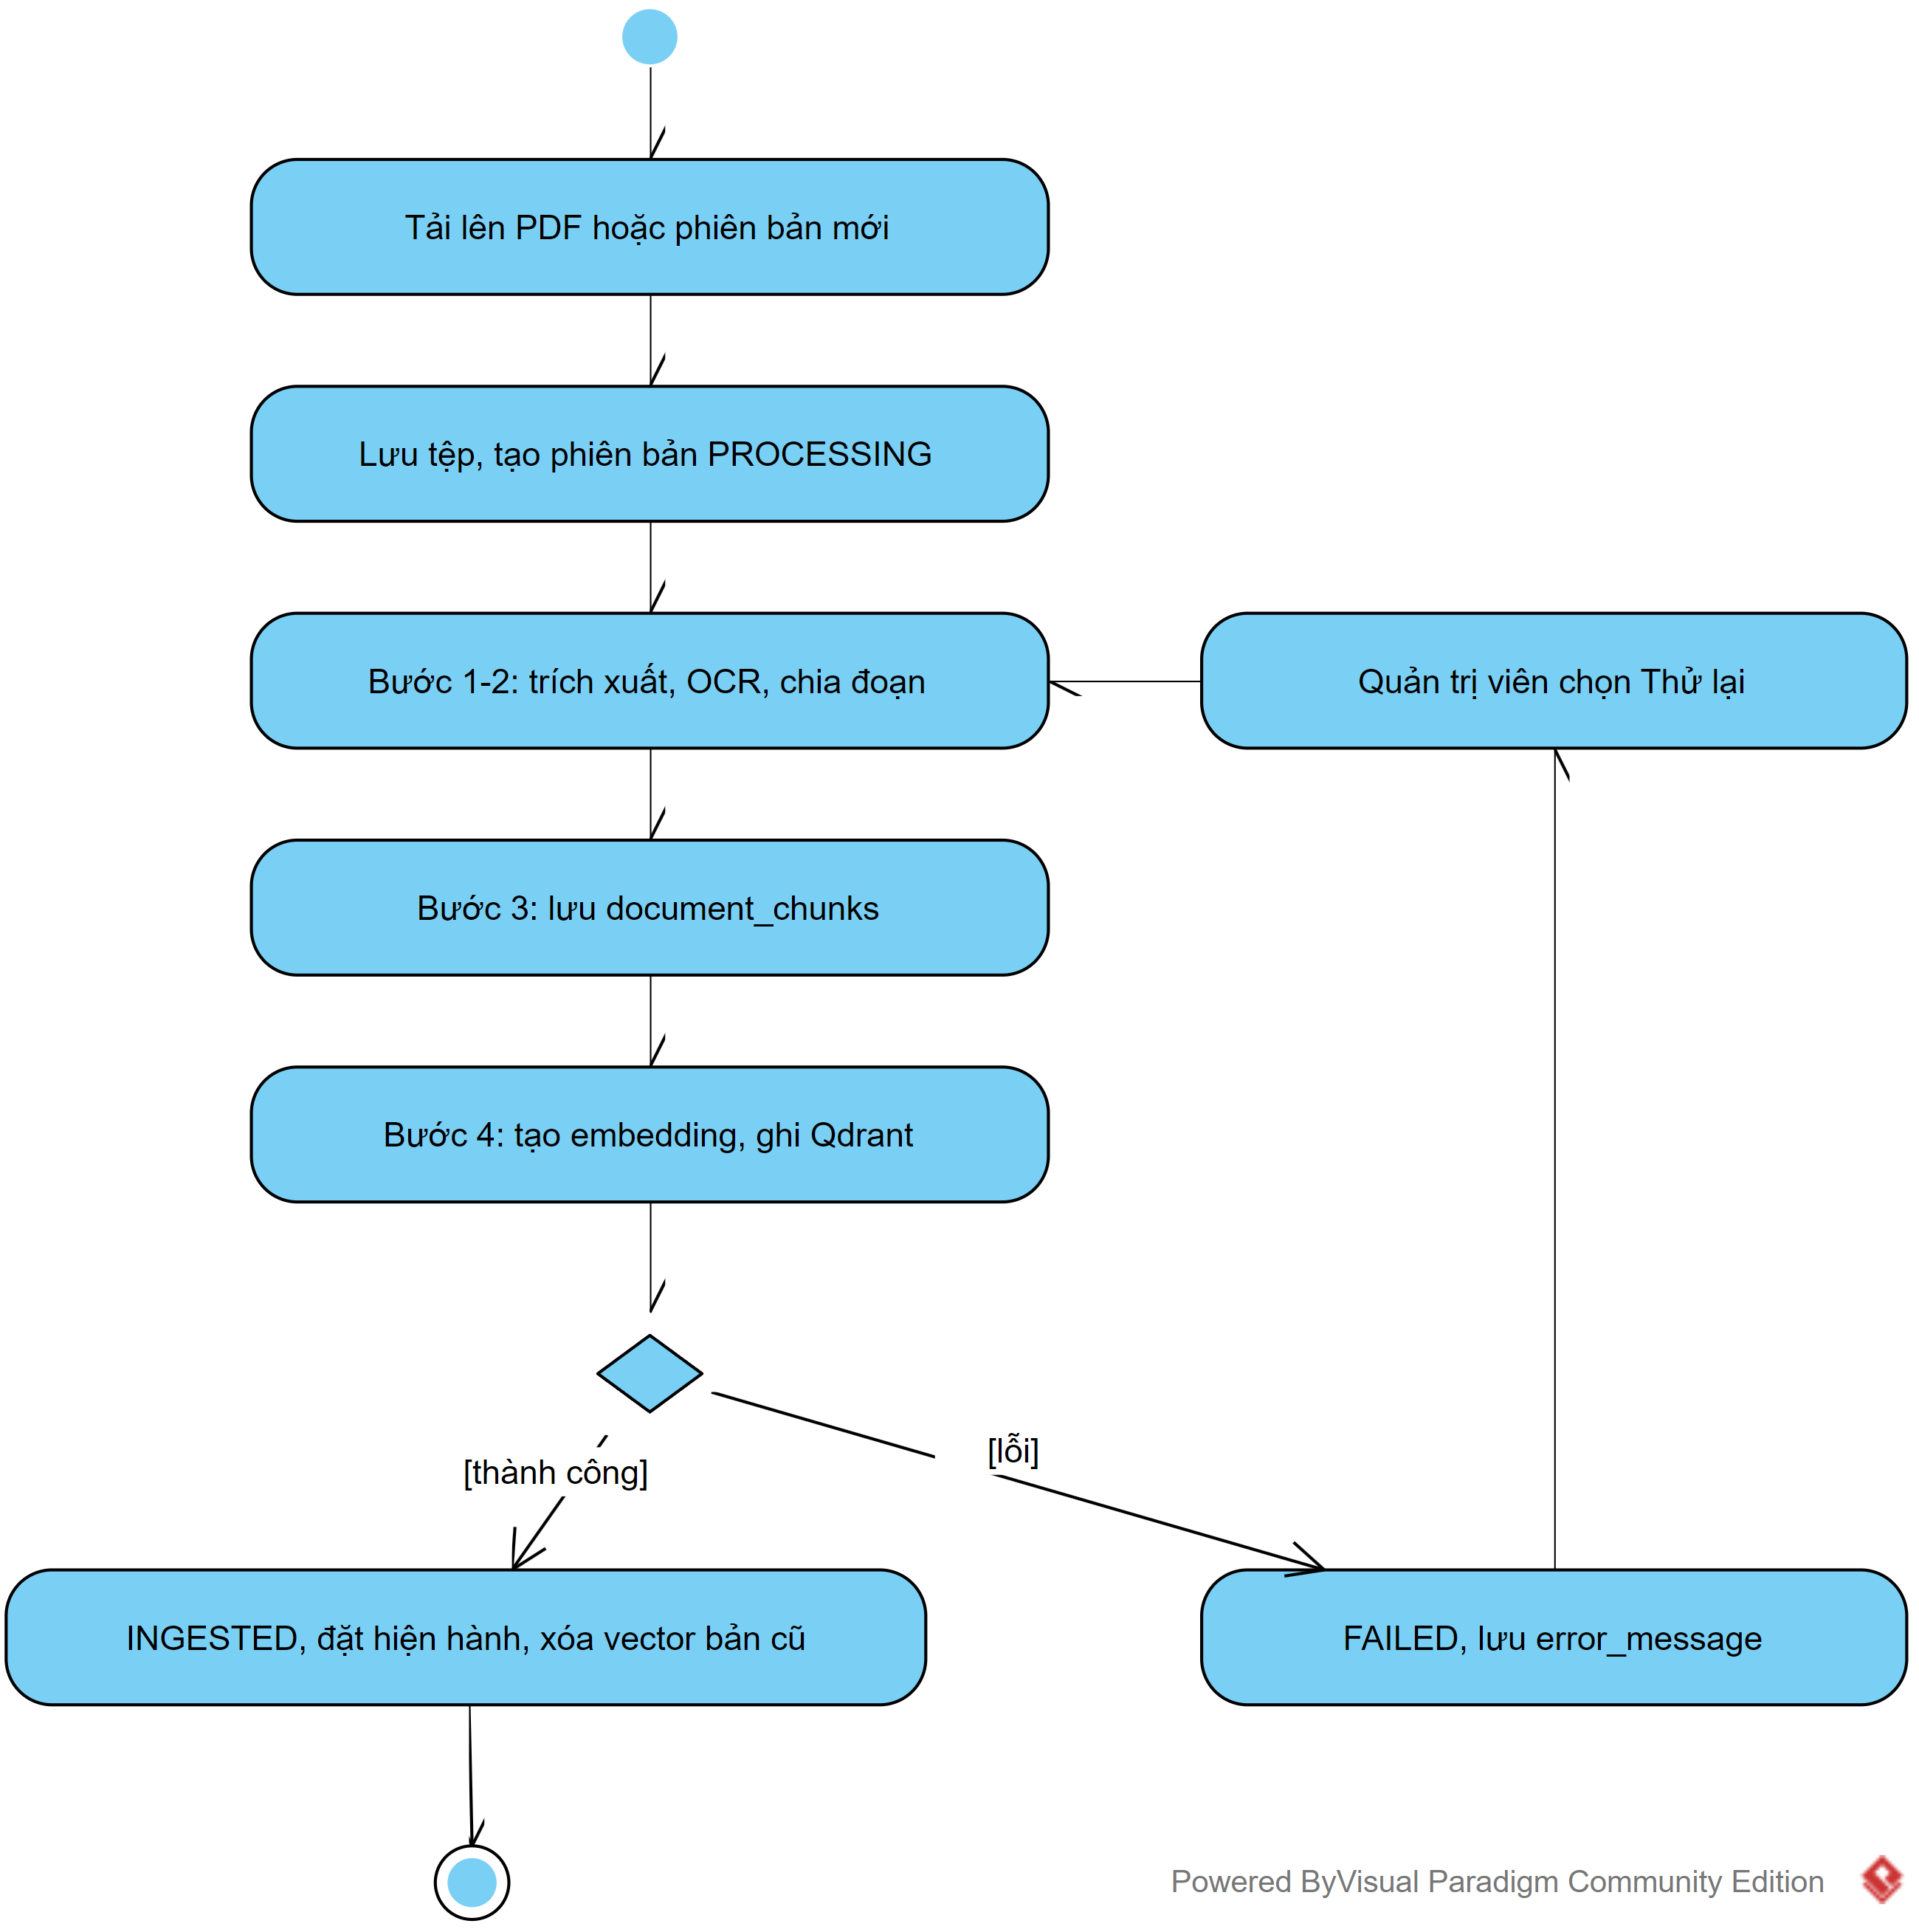 Tải lên PDF hoặc phiên bản mới
Lưu tệp, tạo phiên bản PROCESSING
Bước 1-2: trích xuất, OCR, chia đoạn
Quản trị viên chọn Thử lại
Bước 3: lưu document_chunks
Bước 4: tạo embedding, ghi Qdrant
[lỗi]
[thành công]
INGESTED, đặt hiện hành, xóa vector bản cũ
FAILED, lưu error_message
Powered ByVisual Paradigm Community Edition